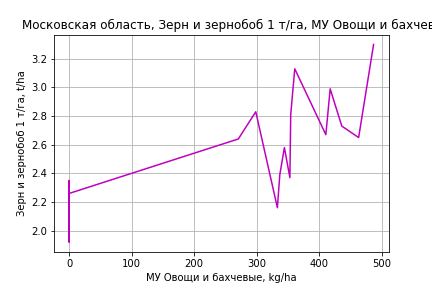 Московская область, Зерн и зернобоб 1 т/га, МУ Овощи и бахчев
3.2
3.0
2.8
2.6
2.4
2.2
2.0
Зерн и зернобоб 1 т/га, t/ha
0 100 200 300 400 500
МУ Овощи и бахчевые, kg/ha